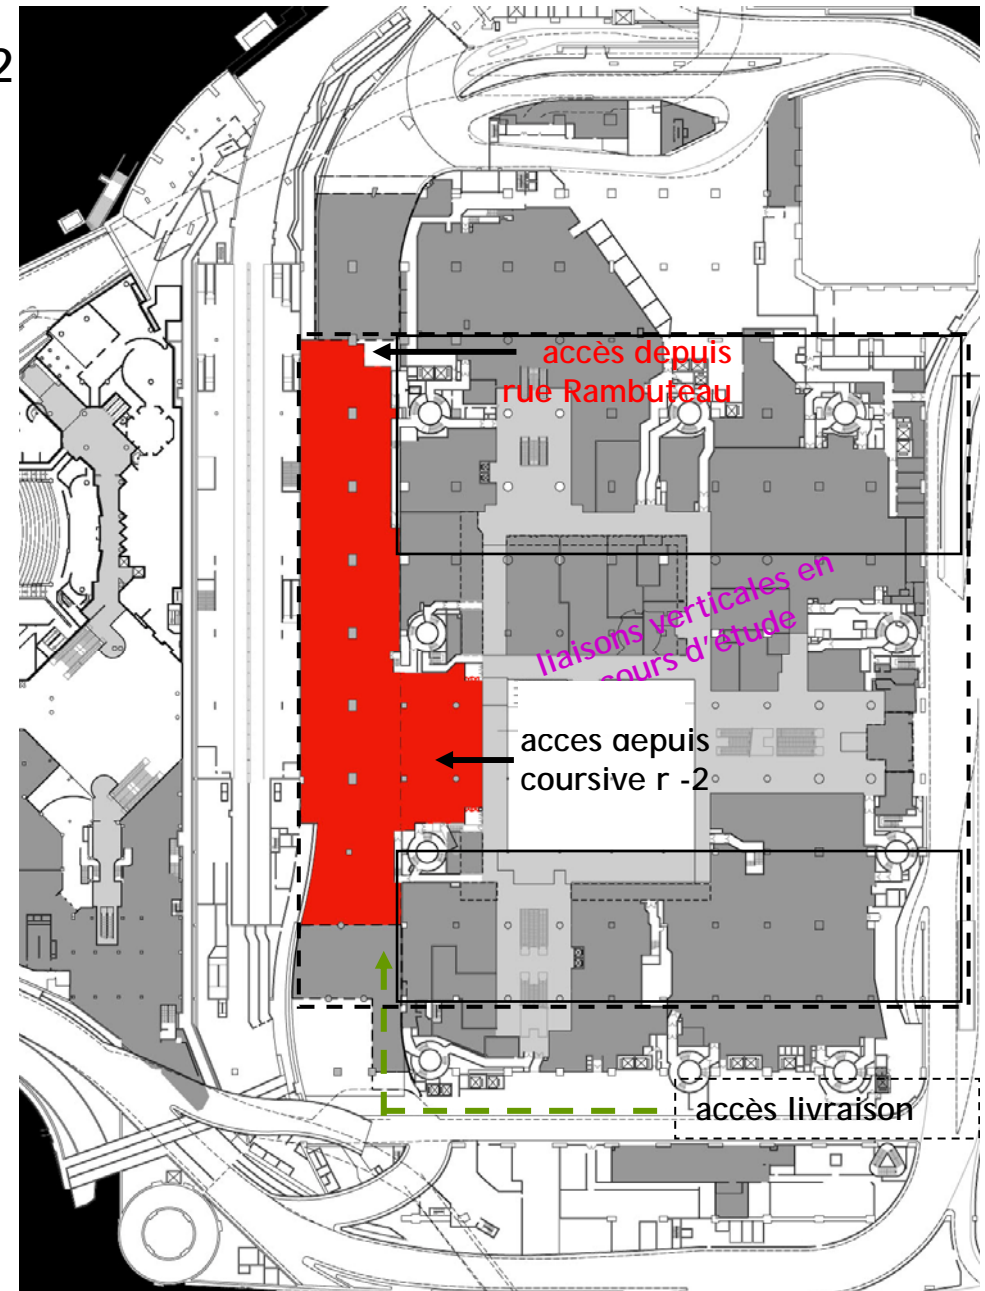 2
accès depuis
rue Rambuteau
liaisons verticales en
cours d'étude
acces depuis
coursive r -2
accès livraison